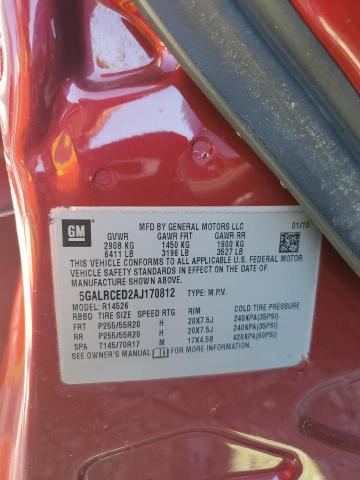 GM
MFD BY GENERAL MOTORS LLC 01/10
GVWR GAWR FRT GAWR RR
2908 KG 1450 KG 1600 KG
6411 LB 3196 LB 3527 LB
THIS VEHICLE CONFORMS TO ALL APPLICABLE U.S. FEDERAL
MOTOR VEHICLE SAFETY STANDARDS IN EFFECT ON THE
DATE OF MANUFACTURE SHOWN ABOVE.
5GALRCED2AJ170812 TYPE: M.P.V.
MODEL: R14526
RBBD TIRE SIZE SPEED RTG RIM COLD TIRE PRESSURE
FRT P255/55R20 H 20X7.5J 240KPA(35PSI)
RR P255/55R20 H 20X7.5J 240KPA(35PSI)
SPA T145/70R17 M 17X4.5B 420KPA(60PSI)
SEE OWNER'S MANUAL FOR ADDITIONAL INFORMATION